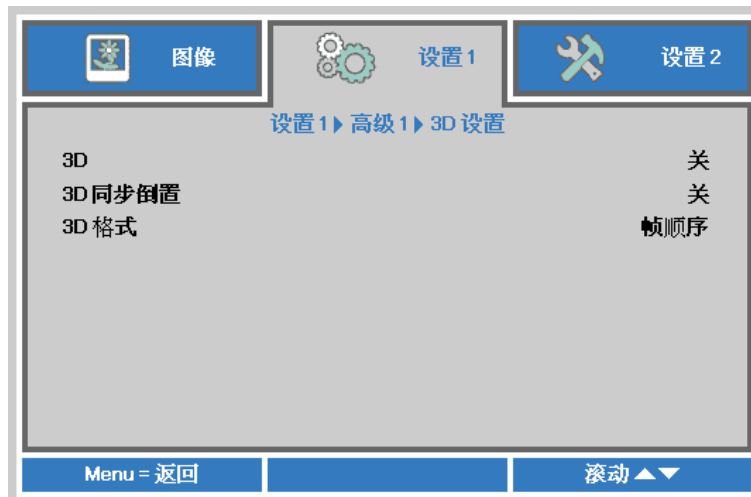 图像 设置 1 设置 2
设置 1 ▶ 高级 1 ▶ 3D 设置
3D 关
3D 同步倒置 关
3D 格式 帧顺序
Menu = 返回 滚动 ▲▼